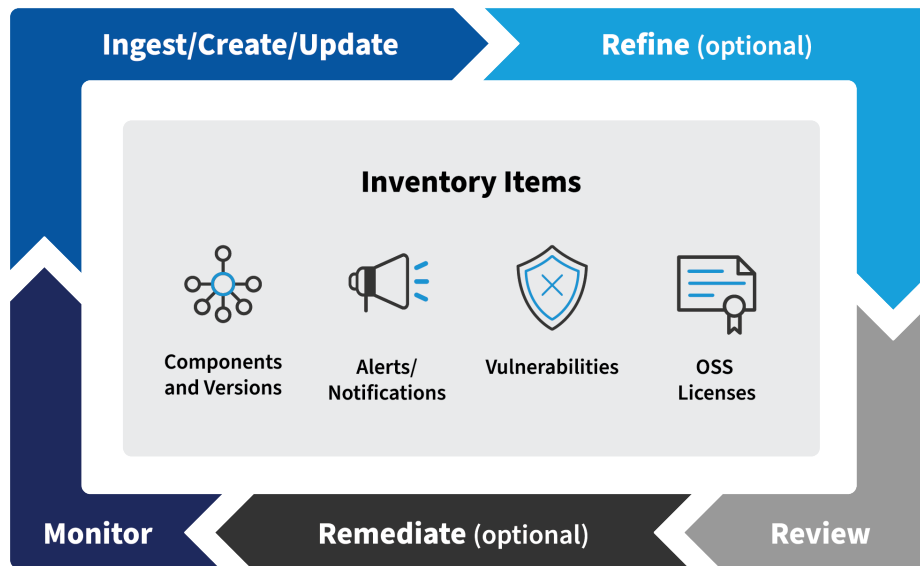 Ingest/Create/Update
Refine (optional)
Inventory Items
Components
and Versions
Alerts/
Notifications
Vulnerabilities
OSS
Licenses
Monitor
Remediate (optional)
Review